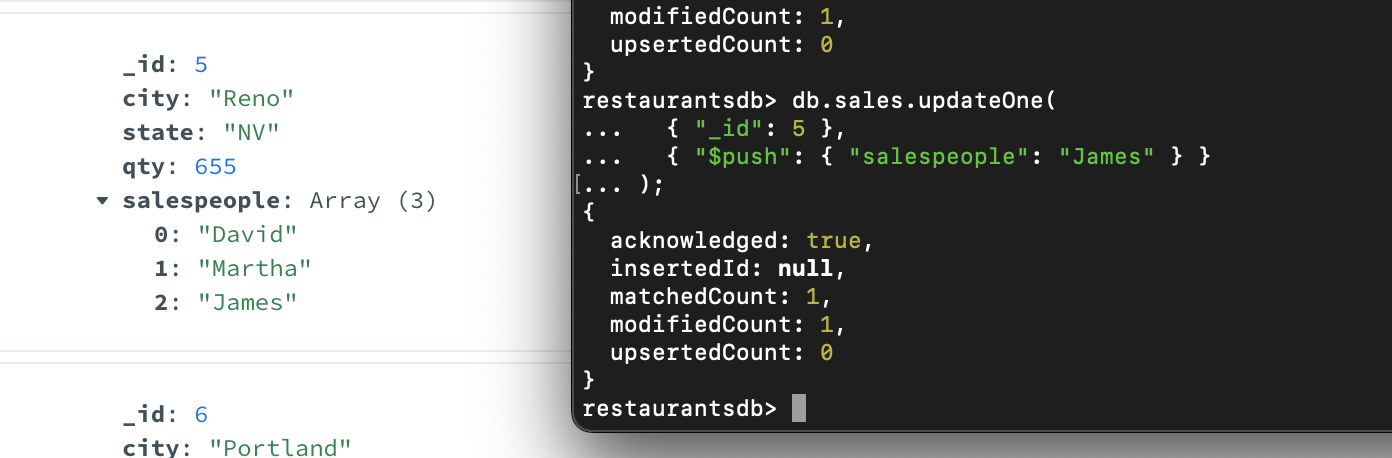 _id: 5
city: "Reno"
state: "NV"
qty: 655
salespeople: Array (3)
0: "David"
1: "Martha"
2: "James"
_id: 6
city: "Portland"
modifiedCount: 1,
upsertedCount: 0
}
restaurantsdb> db.sales.updateOne(
...   { "_id": 5 },
...   { "$push": { "salespeople": "James" } }
[... );
{
  acknowledged: true,
  insertedId: null,
  matchedCount: 1,
  modifiedCount: 1,
  upsertedCount: 0
}
restaurantsdb>